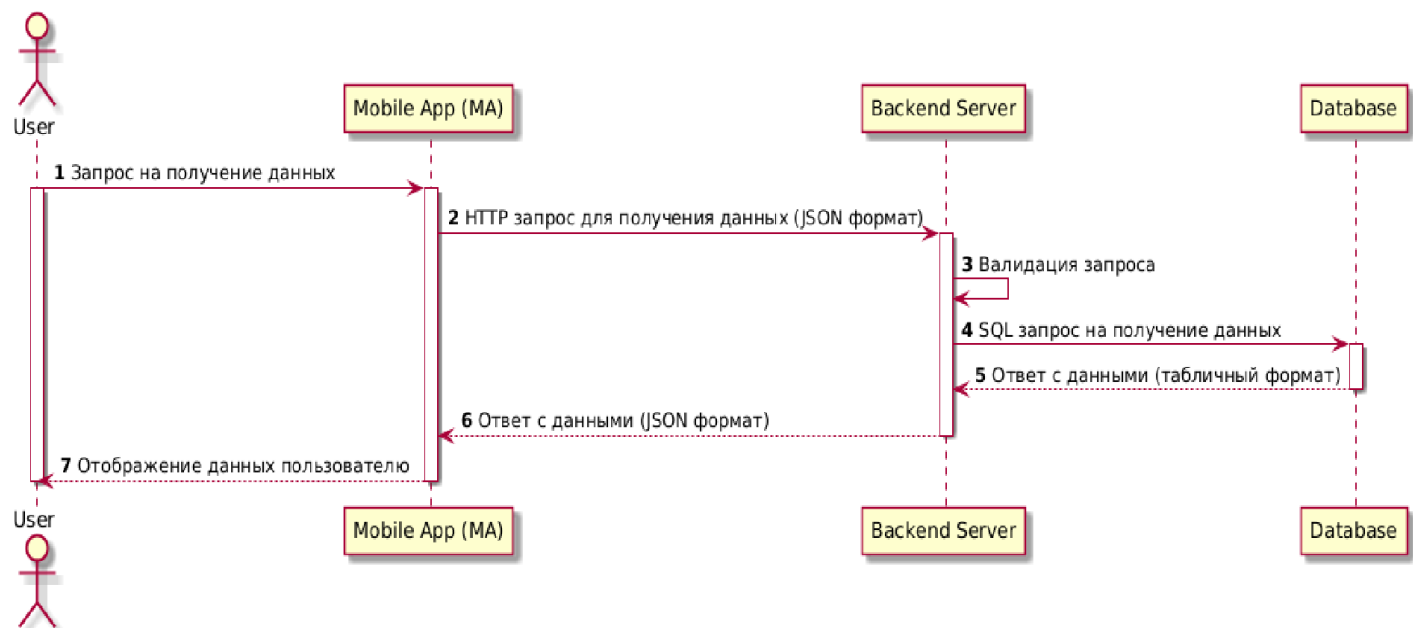 User
Mobile App (MA)
Backend Server
Database
1 Запрос на получение данных
2 HTTP запрос для получения данных (JSON формат)
3 Валидация запроса
4 SQL запрос на получение данных
5 Ответ с данными (табличный формат)
6 Ответ с данными (JSON формат)
7 Отображение данных пользователю
User
Mobile App (MA)
Backend Server
Database